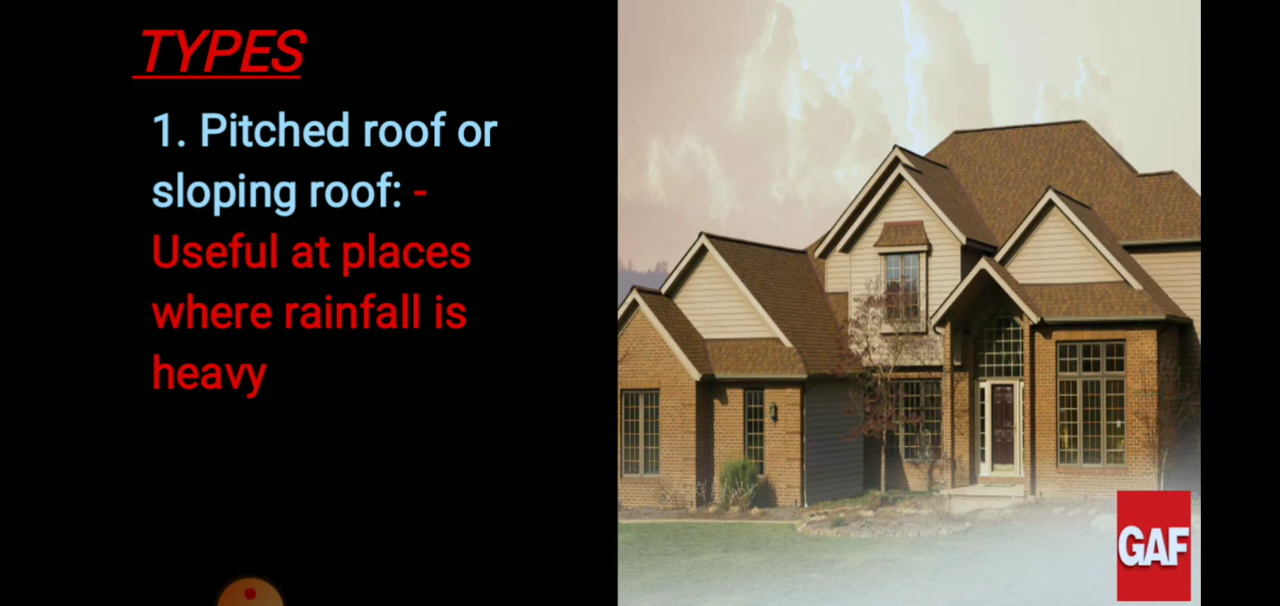 TYPES
1. Pitched roof or
sloping roof: -
Useful at places
where rainfall is
heavy
GAF